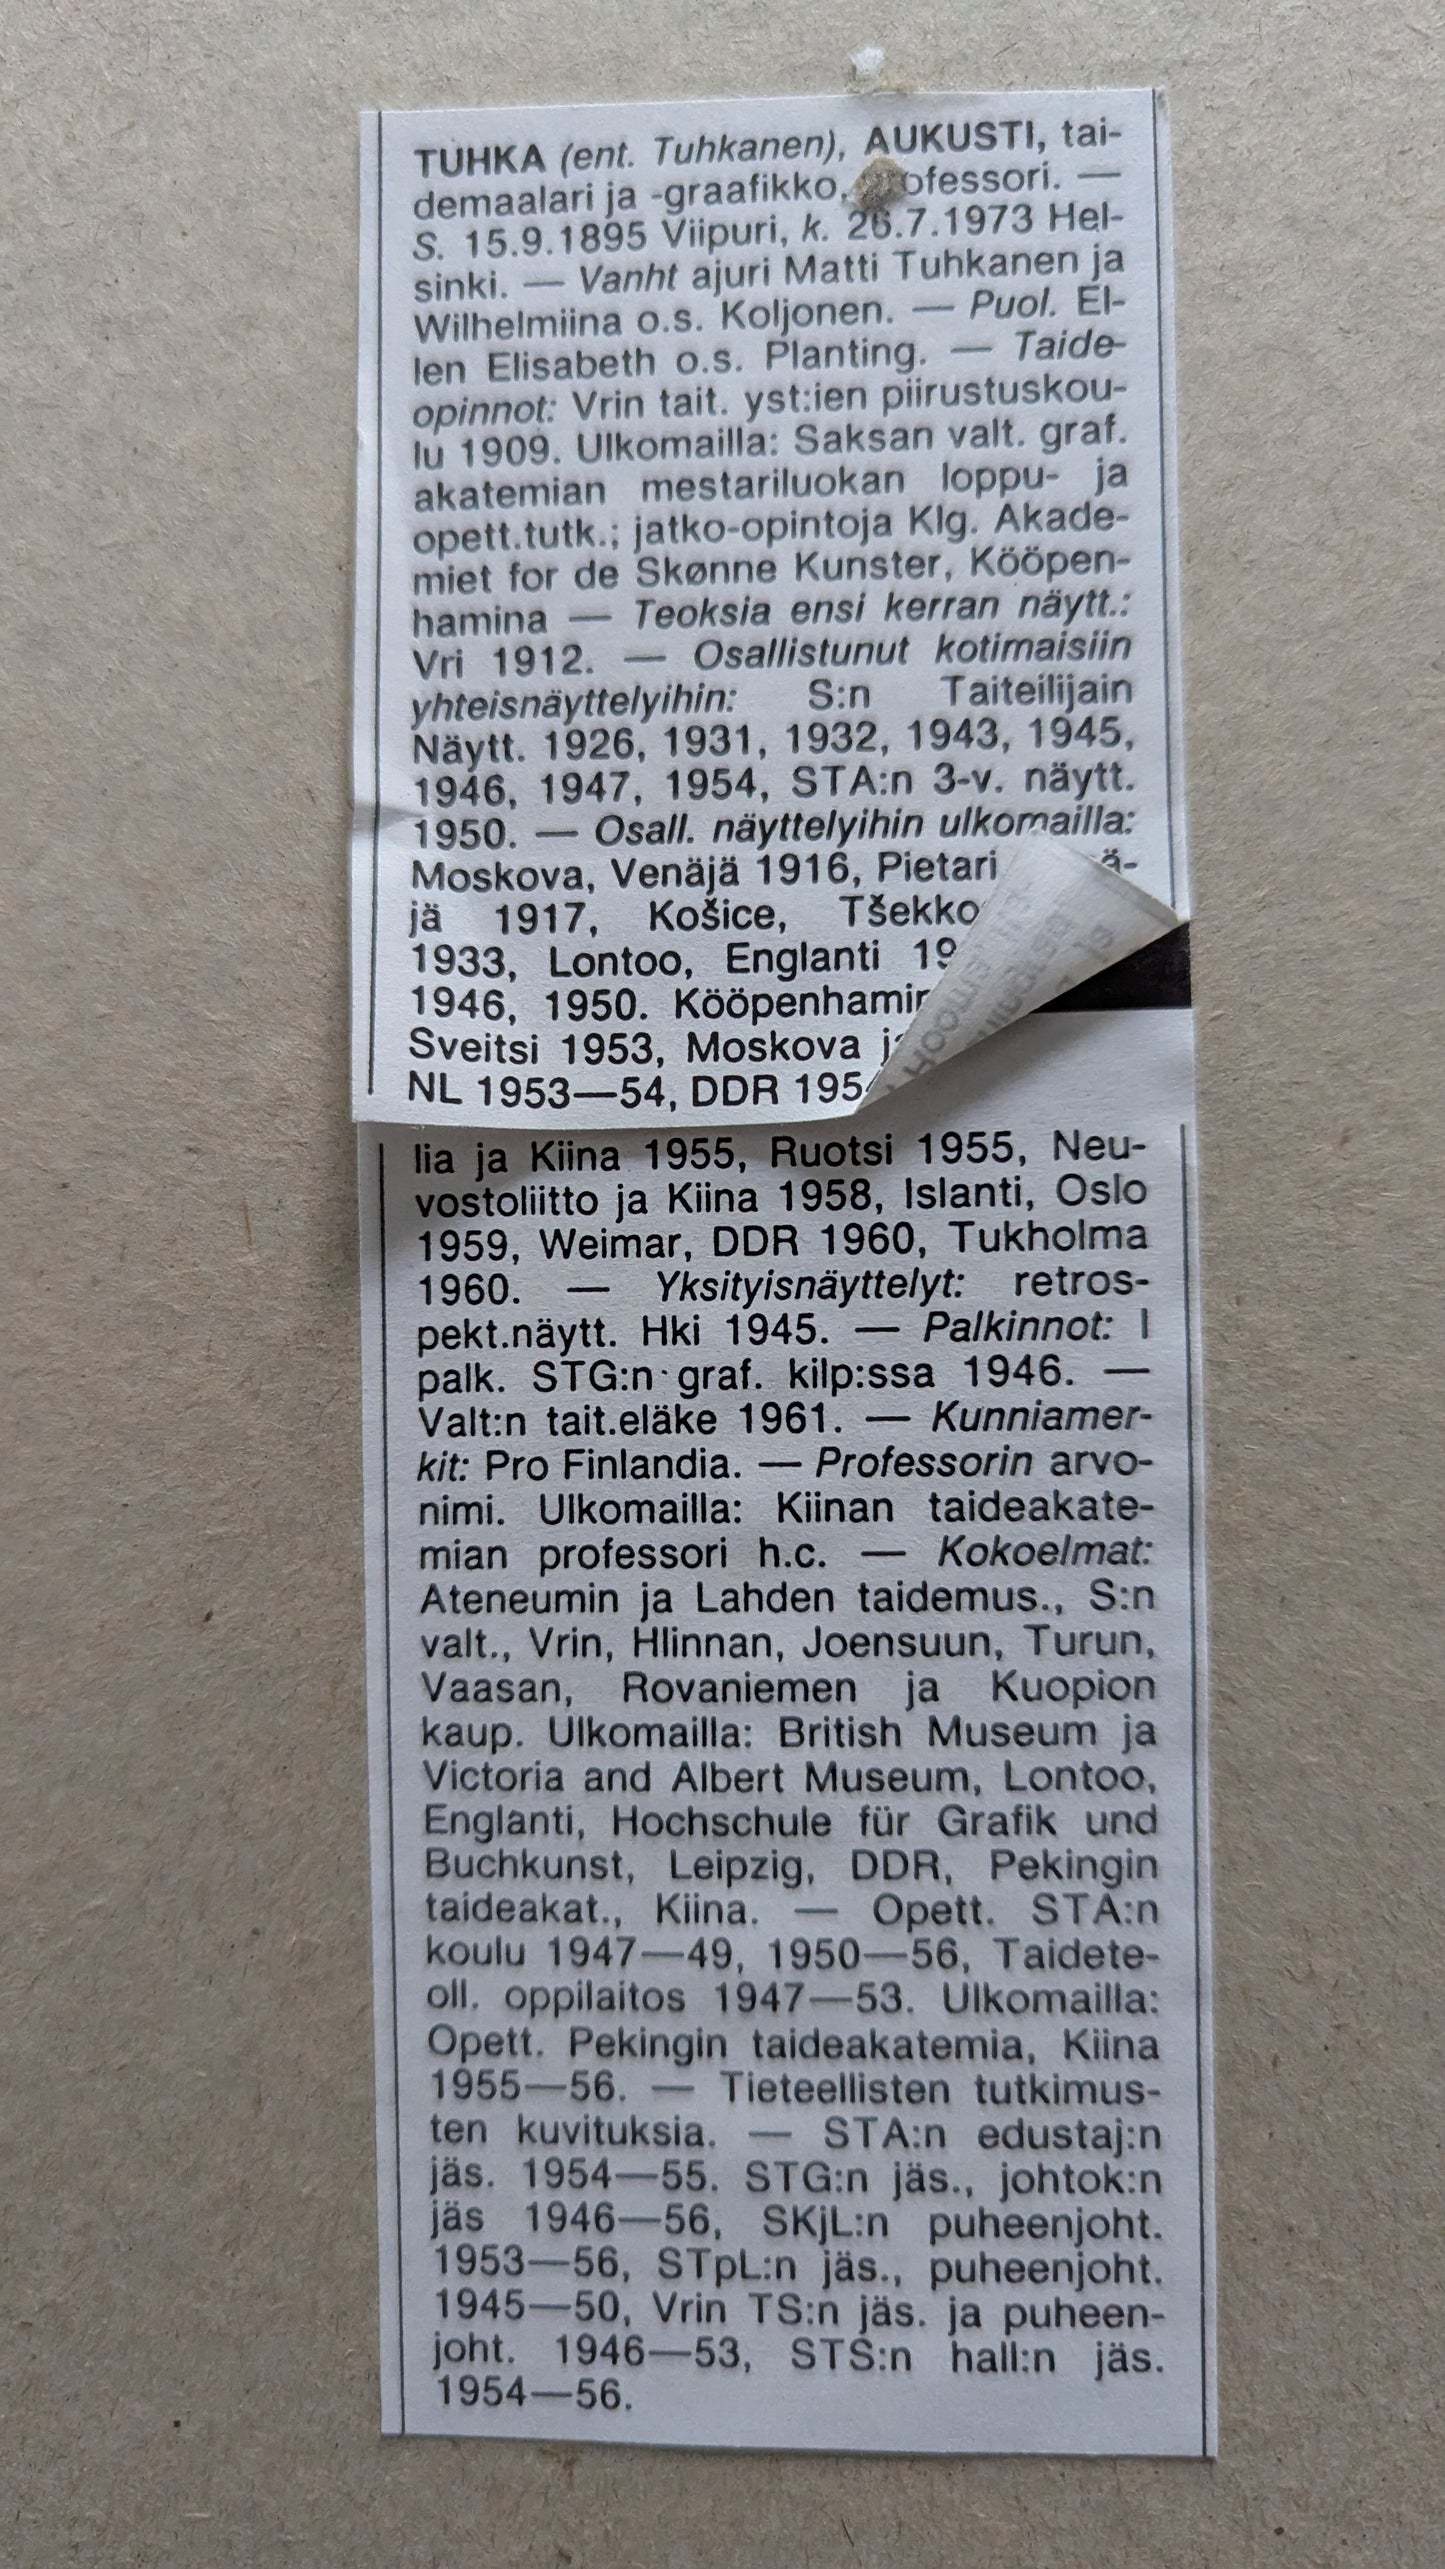 TUHKA (ent. Tuhkanen), AUKUSTI, tai-
demaalari ja -graafikko,
S. 15.9.1895 Viipuri, k. 26.7.1973 Hel-
sinki. — Vanht ajuri Matti Tuhkanen ja
Wilhelmiina o.s. Koljonen. — Puol. El-
len Elisabeth o.s. Planting. — Taide-
opinnot: Vrin tait. yst:ien piirustuskou-
lu 1909. Ulkomailla: Saksan valt. graf.
akatemian mestariluokan loppu- ja
opett.tutk.; jatko-opintoja Klg. Akade-
miet for de Skønne Kunster, Kööpen-
hamina — Teoksia ensi kerran näytt.:
Vri 1912. — Osallistunut kotimaisiin
yhteisnäyttelyihin: S:n Taiteilijain
Näytt. 1926, 1931, 1932, 1943, 1945,
1946, 1947, 1954, STA:n 3-v. näytt.
1950. — Osall. näyttelyihin ulkomailla:
Moskova, Venäjä 1916, Pietari
jä 1917, Košice,
1933, Lontoo, Englanti
1946, 1950.
Sveitsi 1953, Moskova
NL 1953—54, DDR
lia ja Kiina 1955, Ruotsi 1955, Neu-
vostoliitto ja Kiina 1958, Islanti, Oslo
1959, Weimar, DDR 1960, Tukholma
1960. — Yksityisnäyttelyt: retros-
pekt.näytt. Hki 1945. — Palkinnot: I
palk. STG:n graf. kilp:ssa 1946. —
Valt:n tait.eläke 1961. — Kunniamer-
kit: Pro Finlandia. — Professorin arvo-
nimi. Ulkomailla: Kiinan taideakate-
mian professori h.c. — Kokoelmat:
Ateneumin ja Lahden taidemus., S:n
valt., Vrin, Hlinnan, Joensuun, Turun,
Vaasan, Rovaniemen ja Kuopion
kaup. Ulkomailla: British Museum ja
Victoria and Albert Museum, Lontoo,
Englanti, Hochschule für Grafik und
Buchkunst, Leipzig, DDR, Pekingin
taideakat., Kiina. — Opett. STA:n
koulu 1947—49, 1950—56, Taidete-
oll. oppilaitos 1947—53. Ulkomailla:
Opett. Pekingin taideakatemia, Kiina
1955—56. — Tieteellisten tutkimus-
ten kuvituksia. — STA:n edustaj:n
jäs. 1954—55. STG:n jäs., johtok:n
jäs 1946—56, SKjL:n puheenjoht.
1953—56, STpL:n jäs., puheenjoht.
1945—50, Vrin TS:n jäs. ja puheen-
joht. 1946—53, STS:n hall:n jäs.
1954—56.